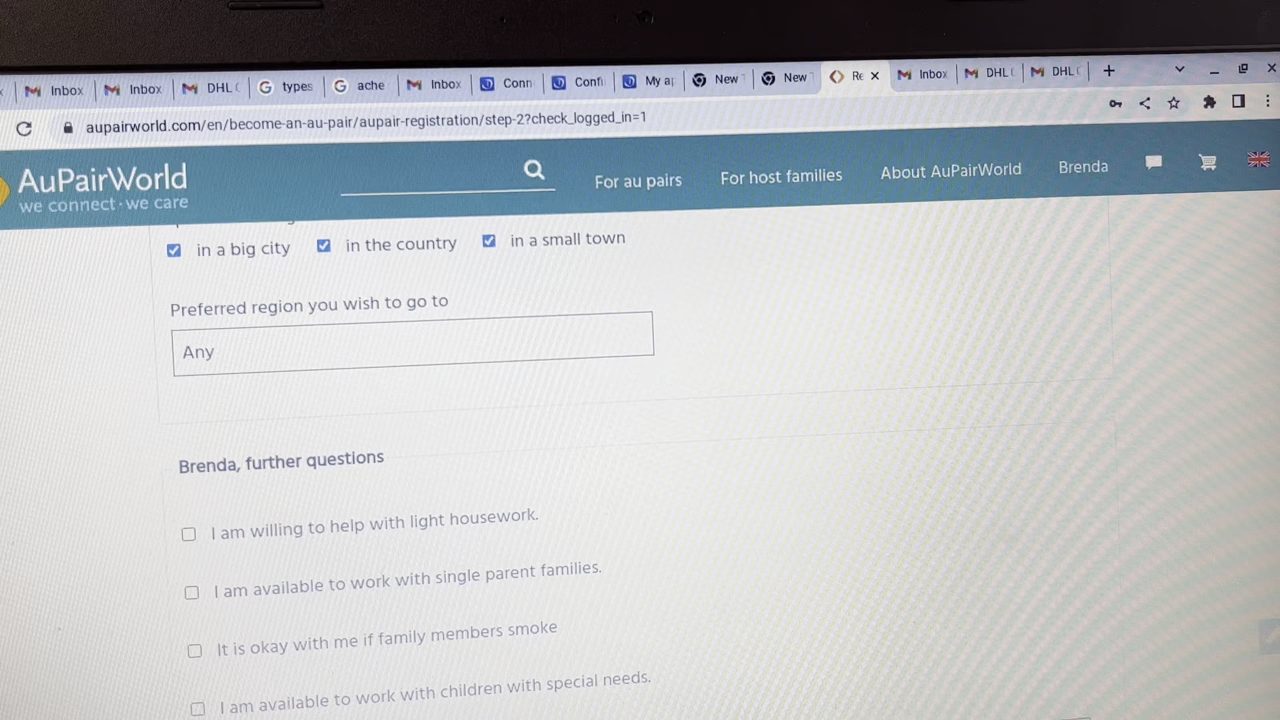 Inbox Inbox DHL types ache Inbox Conn Confi My a New New Re Inbox DHL DHL
aupairworld.com/en/become-an-au-pair/aupair-registration/step-2?check_logged_in=1
AuPairWorld
we connect·we care
For au pairs For host families About AuPairWorld Brenda
in a big city in the country in a small town
Preferred region you wish to go to
Any
Brenda, further questions
I am willing to help with light housework.
I am available to work with single parent families.
It is okay with me if family members smoke
I am available to work with children with special needs.